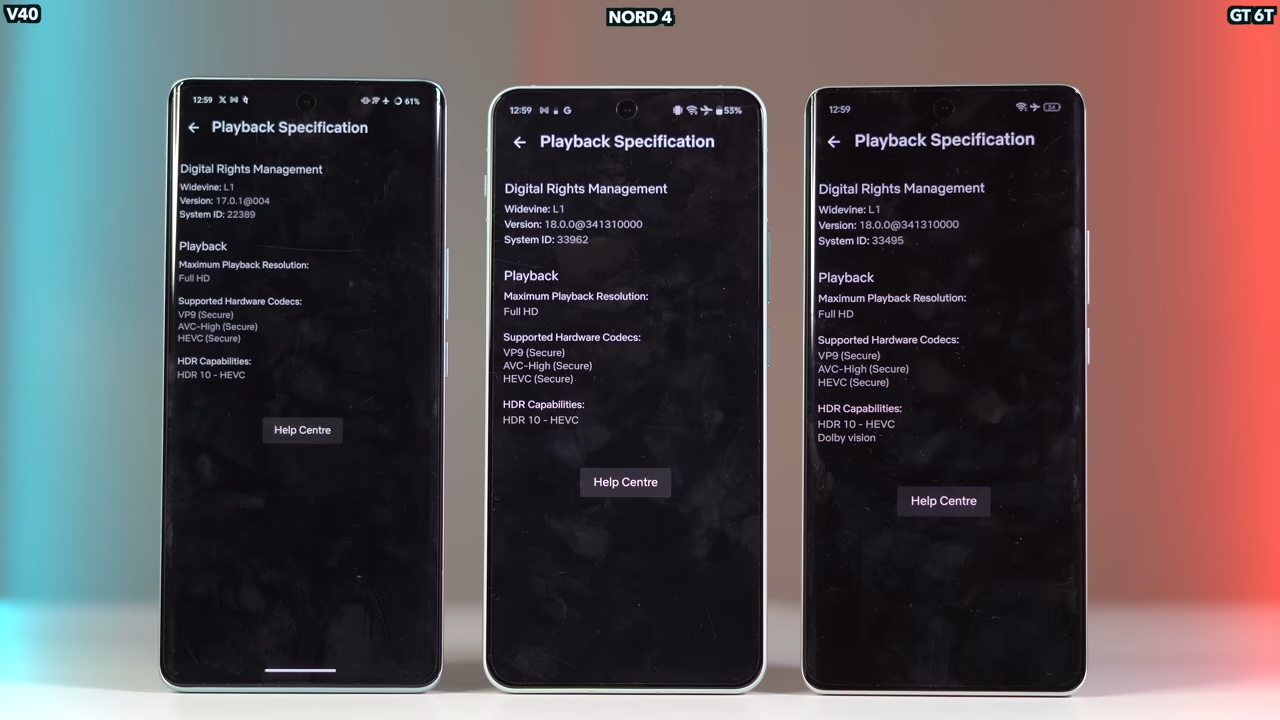 V40
NORD 4
GT 6T
12:59
61%
Playback Specification
Digital Rights Management
Widevine: L1
Version: 17.0.1@004
System ID: 22389
Playback
Maximum Playback Resolution:
Full HD
Supported Hardware Codecs:
VP9 (Secure)
AVC-High (Secure)
HEVC (Secure)
HDR Capabilities:
HDR 10 - HEVC
Help Centre
12:59
G
53%
Playback Specification
Digital Rights Management
Widevine: L1
Version: 18.0.0@341310000
System ID: 33962
Playback
Maximum Playback Resolution:
Full HD
Supported Hardware Codecs:
VP9 (Secure)
AVC-High (Secure)
HEVC (Secure)
HDR Capabilities:
HDR 10 - HEVC
Help Centre
12:59
Playback Specification
Digital Rights Management
Widevine: L1
Version: 18.0.0@341310000
System ID: 33495
Playback
Maximum Playback Resolution:
Full HD
Supported Hardware Codecs:
VP9 (Secure)
AVC-High (Secure)
HEVC (Secure)
HDR Capabilities:
HDR 10 - HEVC
Dolby vision
Help Centre